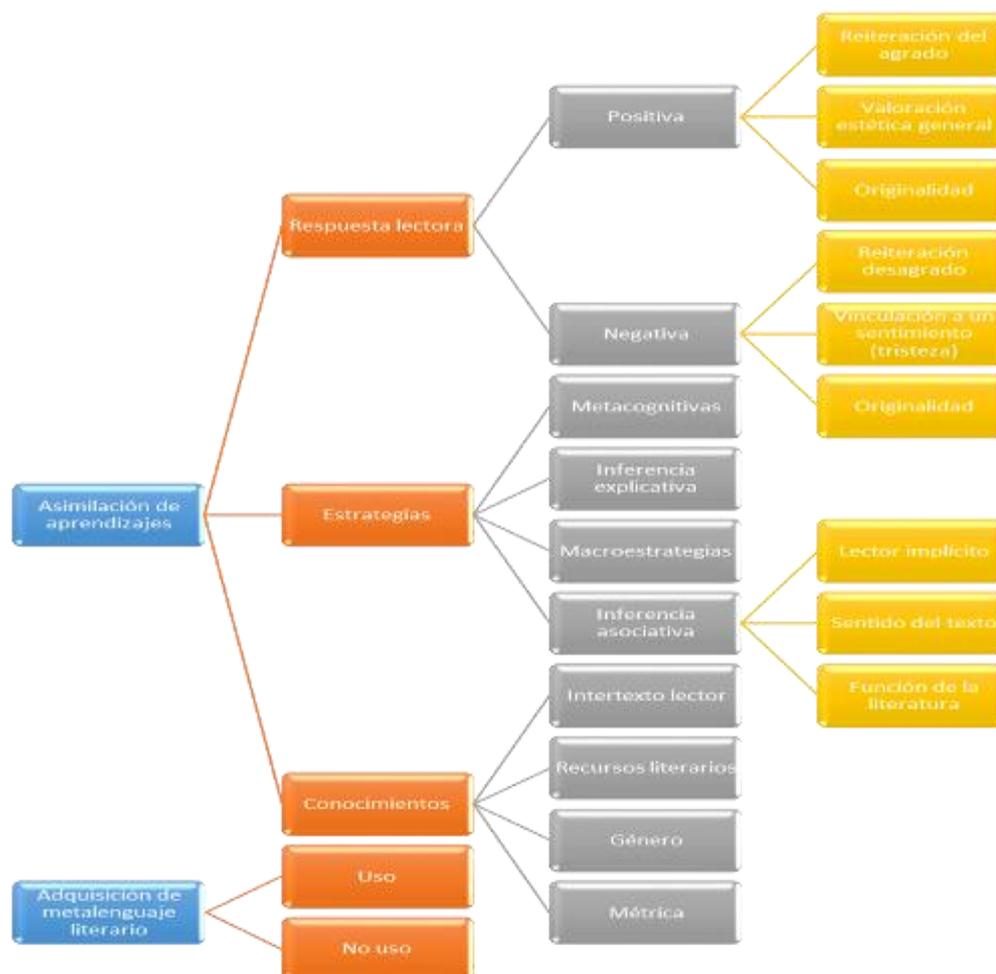 Reiteración del
agrado
Positiva
Valoración
estética general
Originalidad
Respuesta lectora
Reiteración
desagrado
Negativa
Vinculación a un
sentimiento
(tristeza)
Originalidad
Metacognitivas
Inferencia
explicativa
Asimilación de
aprendizajes
Estrategias
Macroestrategias
Lector implícito
Inferencia
asociativa
Sentido del texto
Intertexto lector
Función de la
literatura
Recursos literarios
Conocimientos
Género
Uso
Adquisición de
metalenguaje
literario
Métrica
No uso